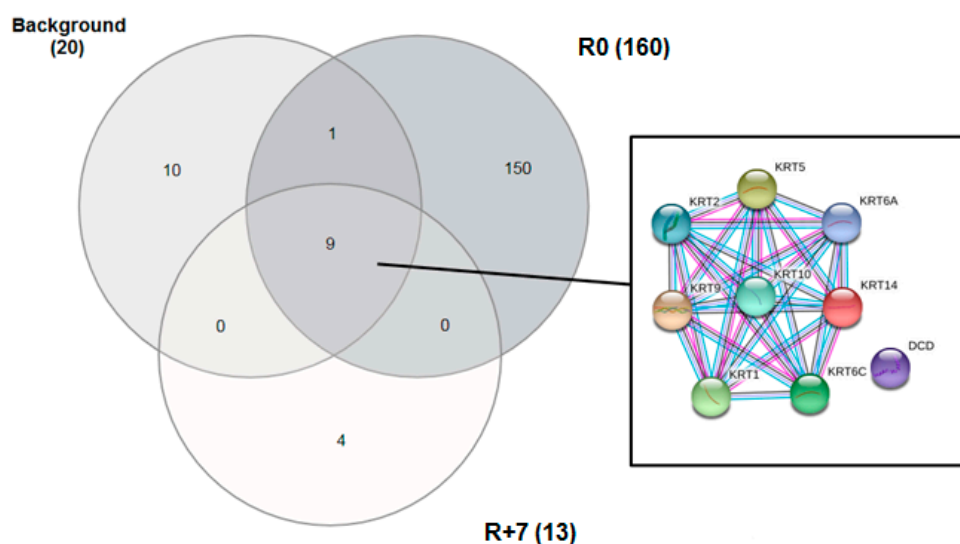 Background
(20)
R0 (160)
1
10
150
9
0
0
4
R+7 (13)
KRT5
KRT2
KRT6A
KRT10
KRT9
KRT14
DCD
KRT1
KRT6C